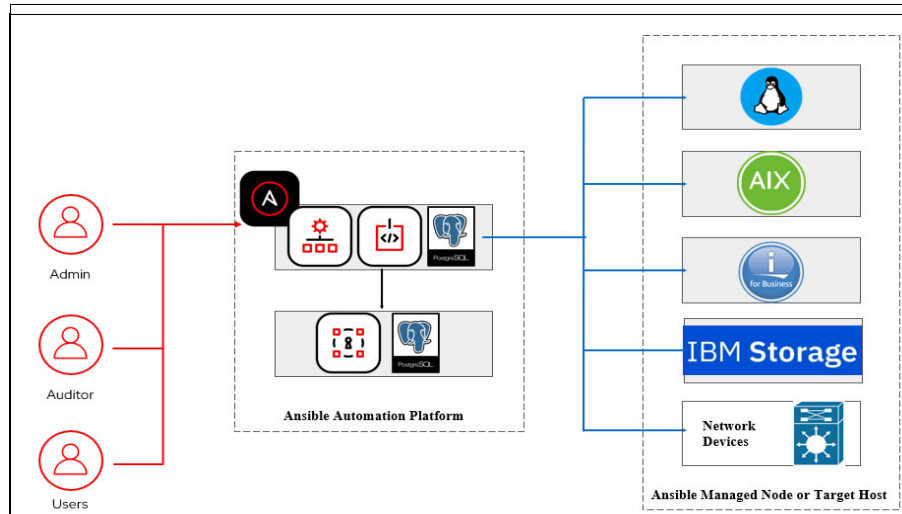 Admin
Auditor
Users
</>
PostgreSQL
PostgreSQL
Ansible Automation Platform
AIX
i
for Business
IBM Storage
Network
Devices
Ansible Managed Node or Target Host